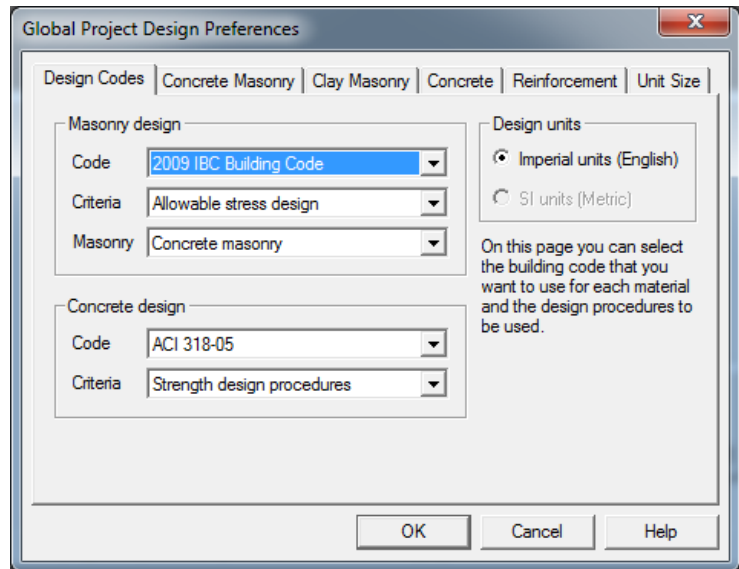 Global Project Design Preferences
Design Codes Concrete Masonry Clay Masonry Concrete Reinforcement Unit Size
Masonry design
Code 2009 IBC Building Code
Criteria Allowable stress design
Masonry Concrete masonry
Concrete design
Code ACI 318-05
Criteria Strength design procedures
Design units
Imperial units (English)
SI units (Metric)
On this page you can select
the building code that you
want to use for each material
and the design procedures to
be used.
OK Cancel Help